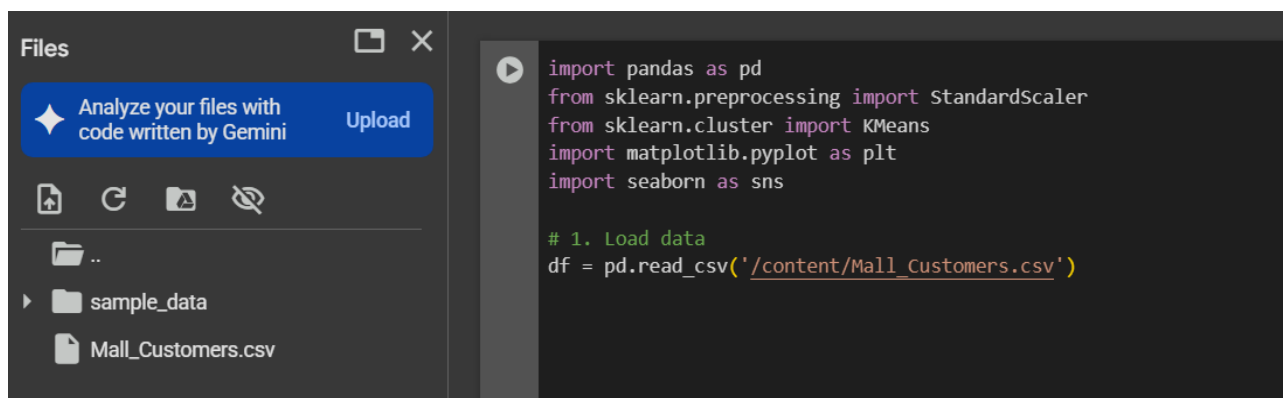 Files
Analyze your files with
code written by Gemini
Upload
..
sample_data
Mall_Customers.csv
import pandas as pd
from sklearn.preprocessing import StandardScaler
from sklearn.cluster import KMeans
import matplotlib.pyplot as plt
import seaborn as sns
# 1. Load data
df = pd.read_csv('/content/Mall_Customers.csv')